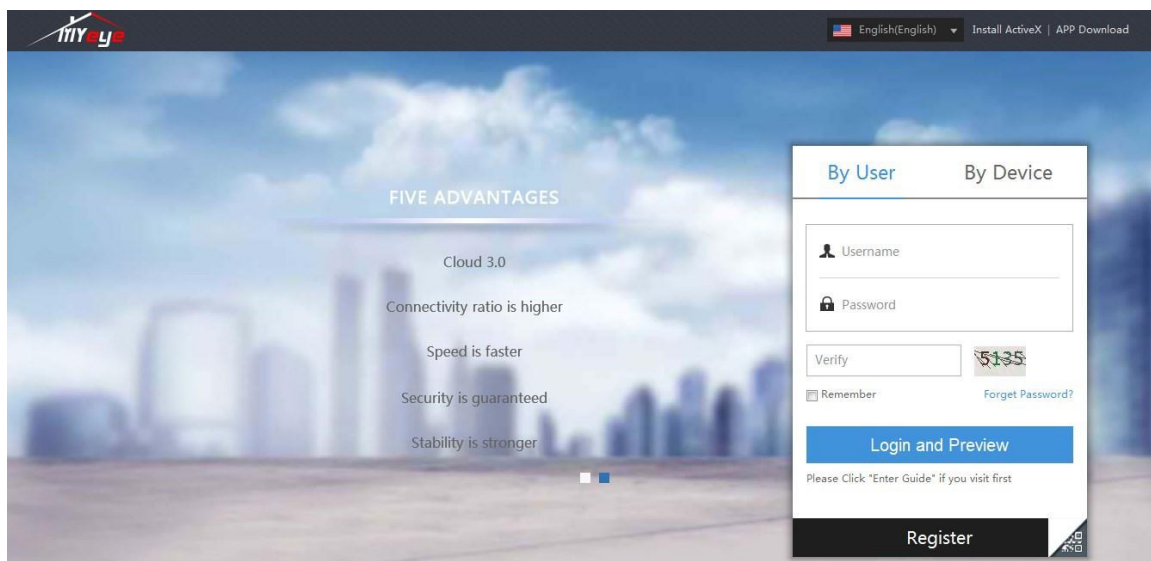 MYeye
English(English) Install ActiveX | APP Download
By User By Device
FIVE ADVANTAGES
Cloud 3.0
Connectivity ratio is higher
Speed is faster
Security is guaranteed
Stability is stronger
Username
Password
Verify 5135
Remember Forget Password?
Login and Preview
Please Click "Enter Guide" if you visit first
Register